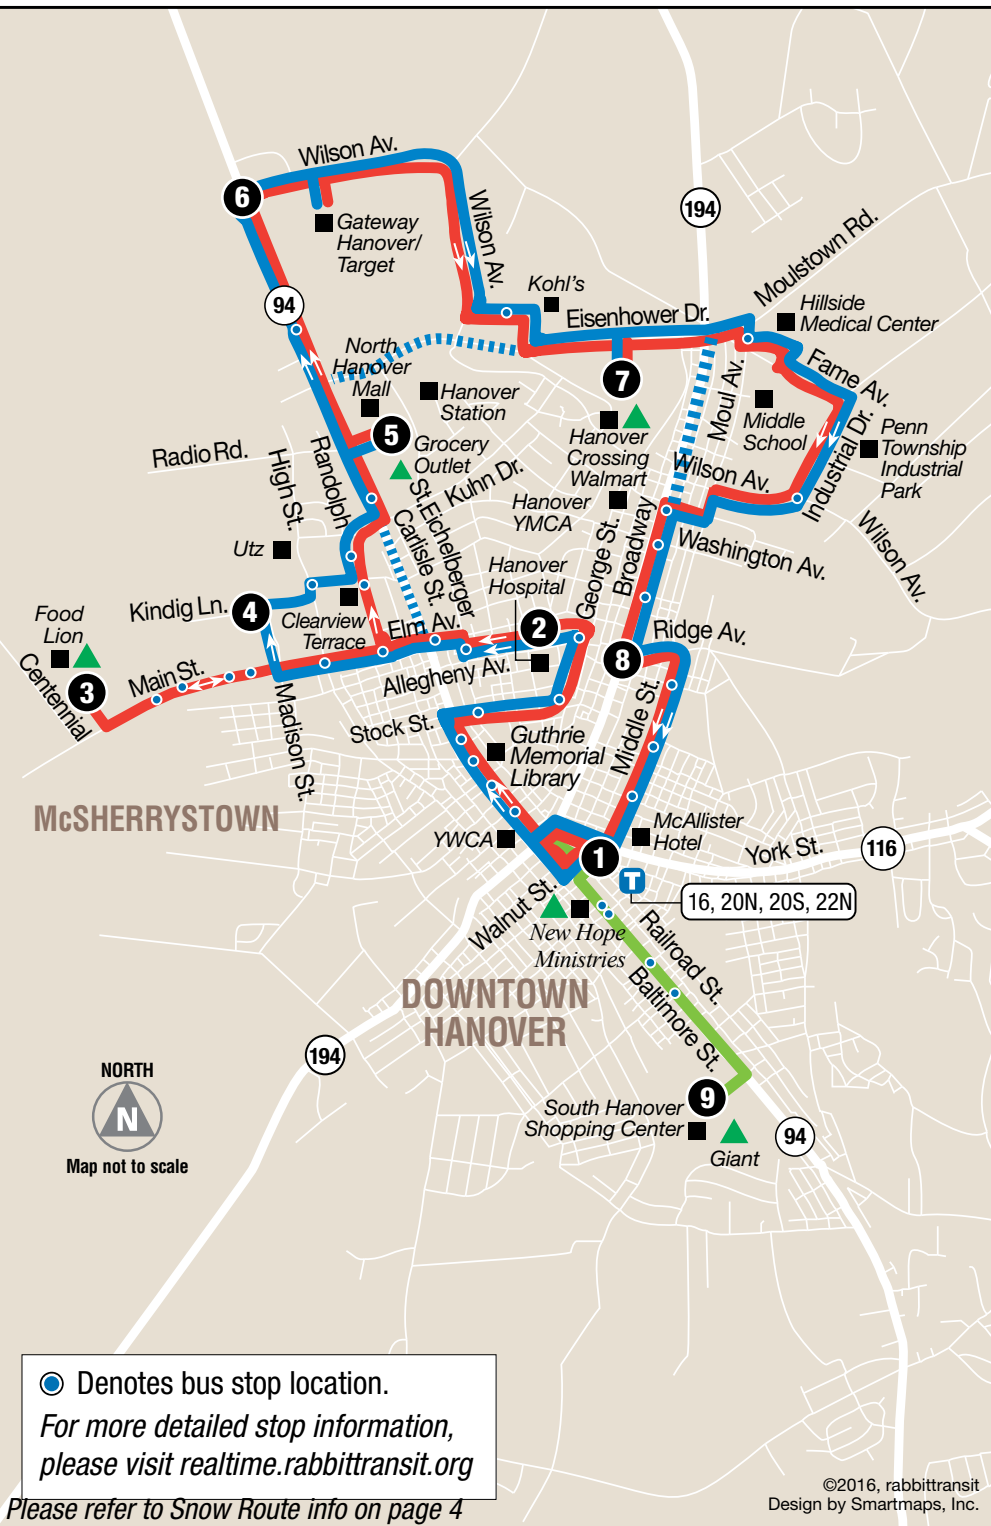 Wilson Av.
6
Gateway
Hanover/
Target
Wilson Av.
194
Moulstown Rd.
Kohl's
Eisenhower Dr.
Hillside
Medical Center
94
North
Hanover
Mall
Hanover
Station
7
Fame Av.
Moul Av.
Middle
School
Industrial Dr.
Penn
Township
Industrial
Park
5
Grocery
Outlet
Radio Rd.
High St.
Randolph
St.
Kuhn Dr.
Hanover
Crossing
Walmart
Hanover
YMCA
Wilson Av.
Wilson Av.
Washington Av.
Eichelberger
Carlisle St.
George St.
Broadway
Utz
Hanover
Hospital
Kindig Ln.
4
Clearview
Terrace
Elm Av.
2
Ridge Av.
8
Food
Lion
3
Centennial
Main St.
Madison St.
Allegheny Av.
Stock St.
Middle St.
Guthrie
Memorial
Library
McSHERRYSTOWN
YWCA
McAllister
Hotel
York St.
116
1
T
16, 20N, 20S, 22N
Walnut St.
New Hope
Ministries
Railroad St.
Baltimore St.
DOWNTOWN
HANOVER
194
NORTH
N
Map not to scale
9
South Hanover
Shopping Center
Giant
94
Denotes bus stop location.
For more detailed stop information,
please visit realtime.rabbittransit.org
Please refer to Snow Route info on page 4
©2016, rabbittransit
Design by Smartmaps, Inc.